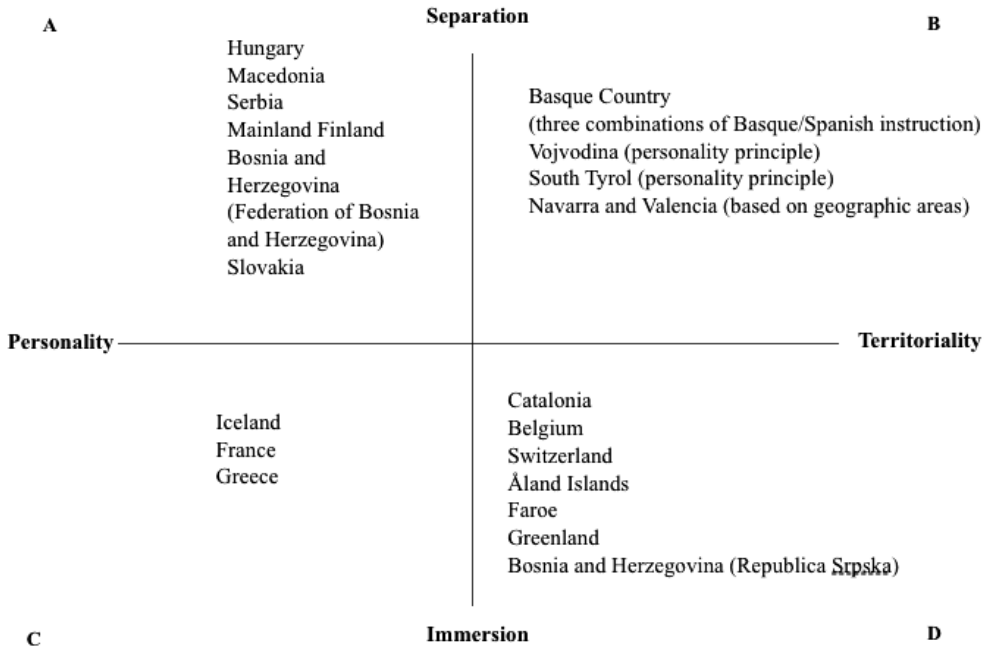 Separation
A
B
Hungary
Macedonia
Serbia
Mainland Finland
Bosnia and
Herzegovina
(Federation of Bosnia
and Herzegovina)
Slovakia
Basque Country
(three combinations of Basque/Spanish instruction)
Vojvodina (personality principle)
South Tyrol (personality principle)
Navarra and Valencia (based on geographic areas)
Personality
Territoriality
Iceland
France
Greece
Catalonia
Belgium
Switzerland
Åland Islands
Faroe
Greenland
Bosnia and Herzegovina (Republica Srpska)
C
Immersion
D